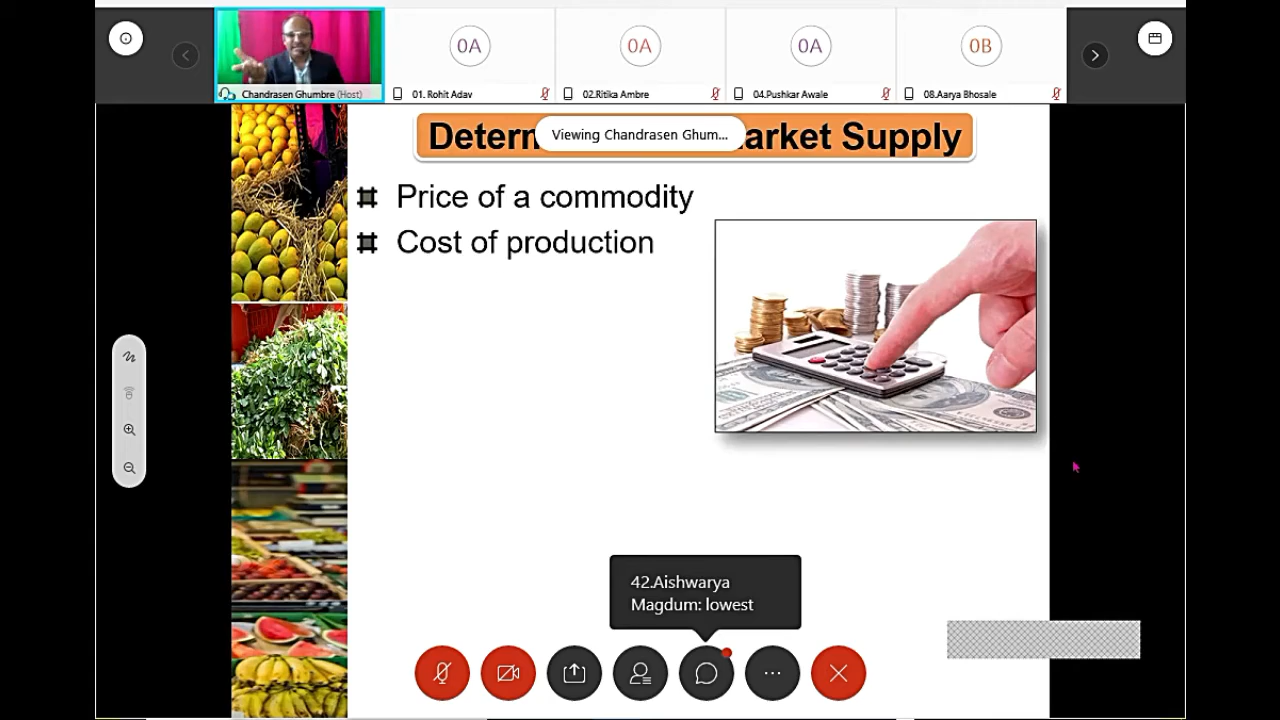 0A
0A
0A
0B
Chandrasen Ghumbre (Host)
01. Rohit Adav
02.Ritika Ambre
04.Pushkar Awale
08.Aarya Bhosale
Viewing Chandrasen Ghum...
Determ arket Supply
Price of a commodity
Cost of production
42.Aishwarya
Magdum: lowest